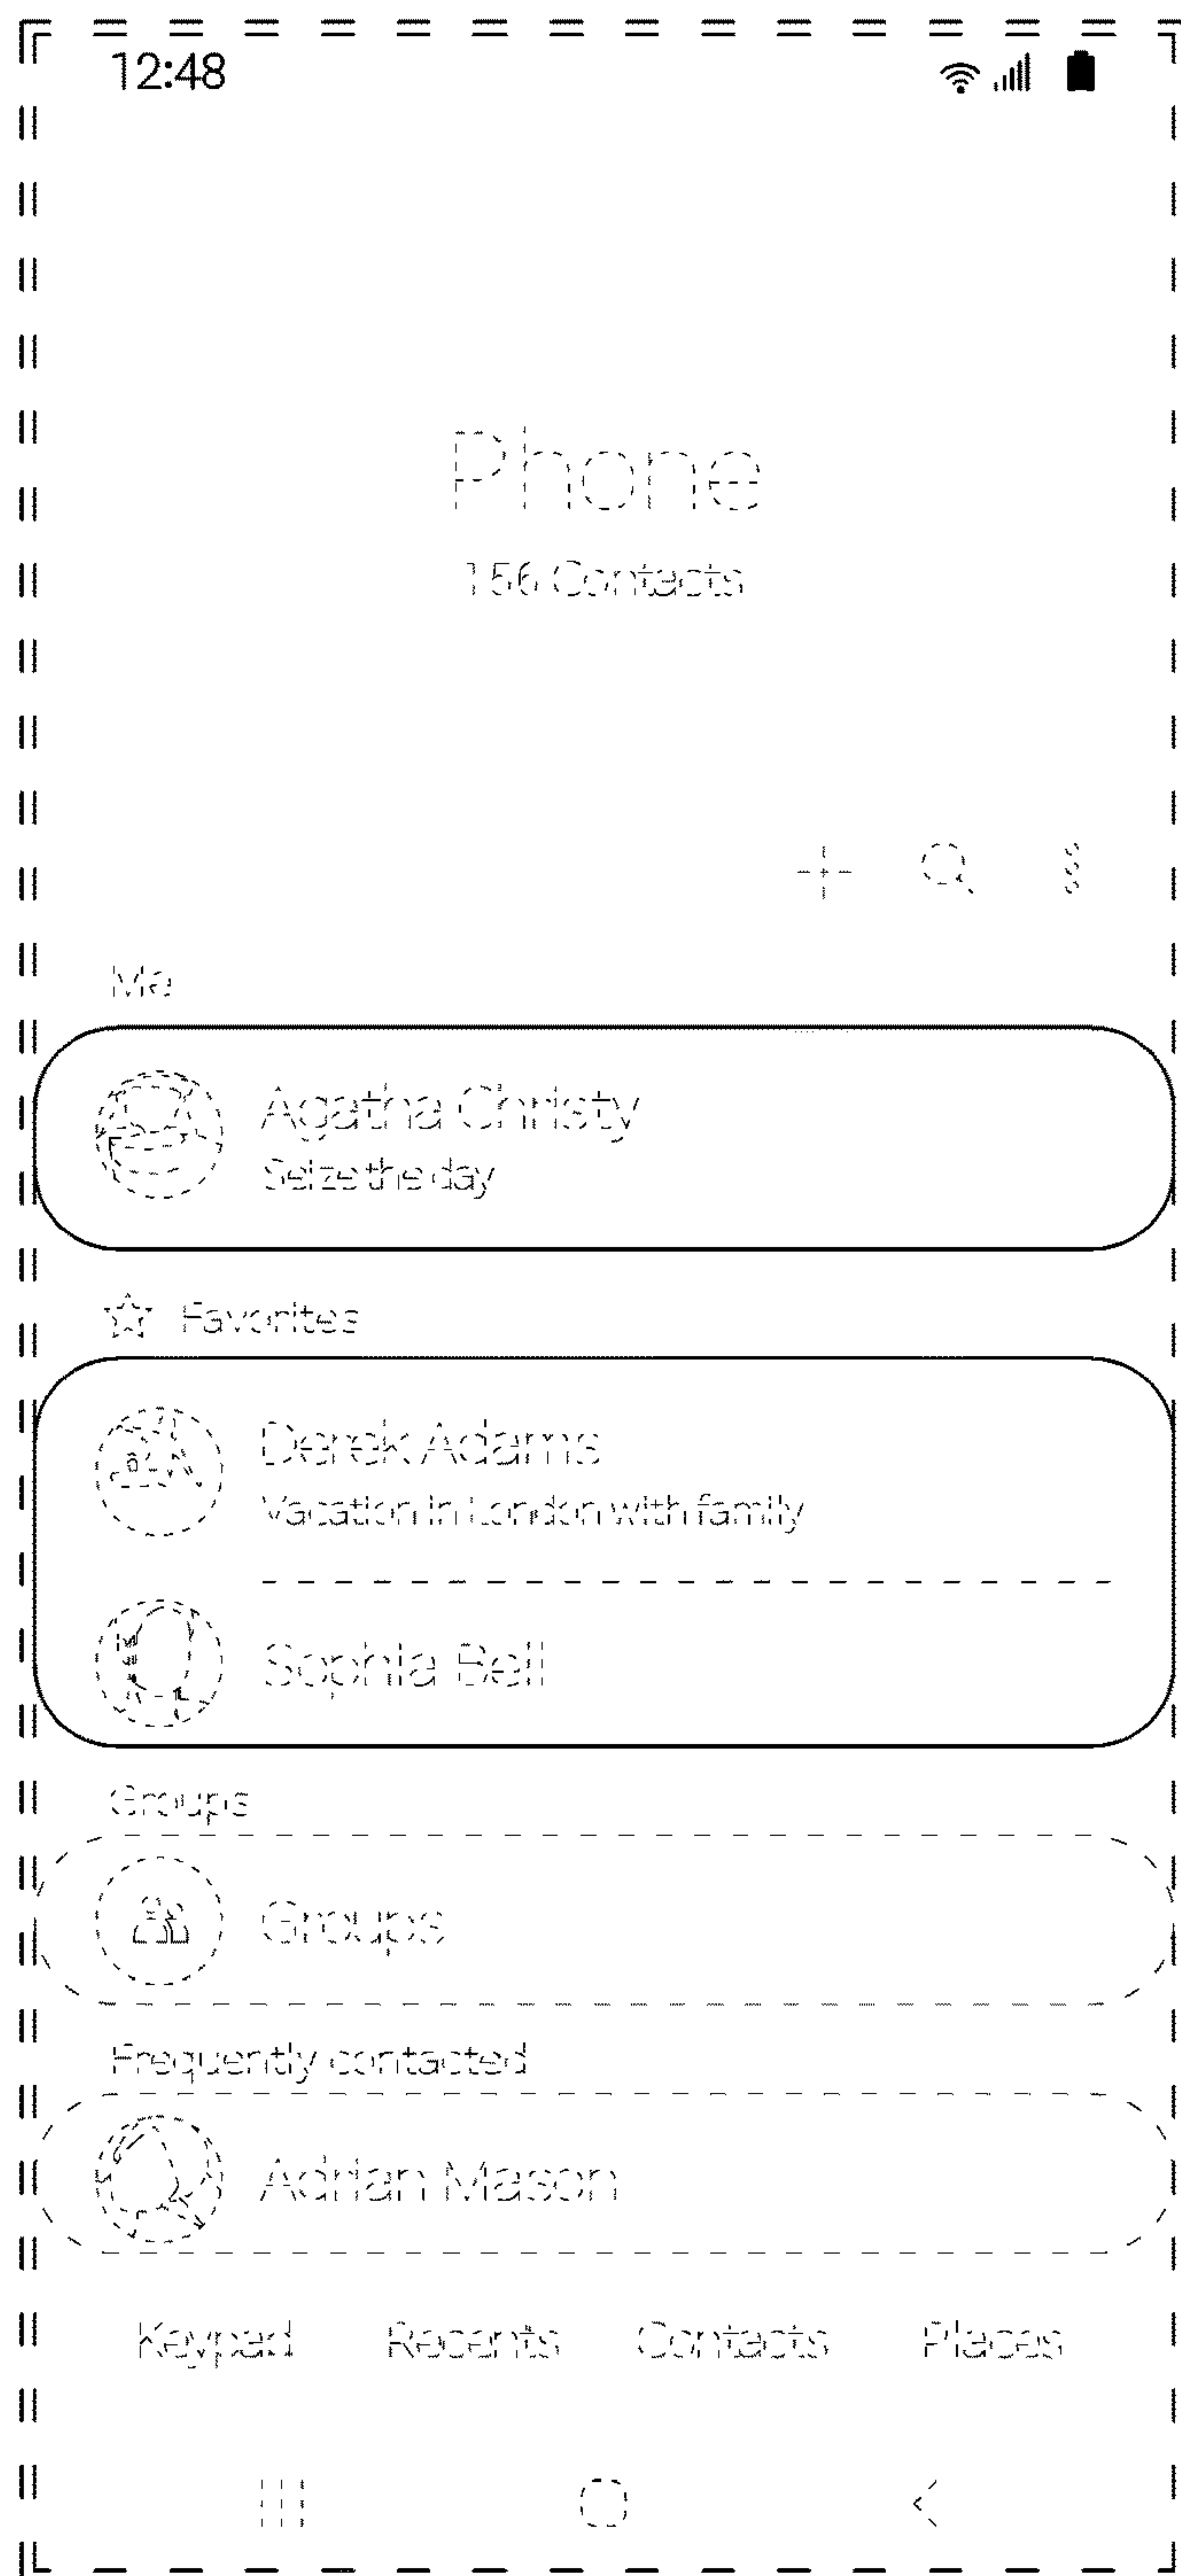 12:48
Phone
156 Contacts
Me
Agatha Christy
Seize the day
Favorites
Derek Adams
Vacation in London with family
Sophia Bell
Groups
Groups
Frequently contacted
Adrian Mason
Keypad Recents Contacts Places